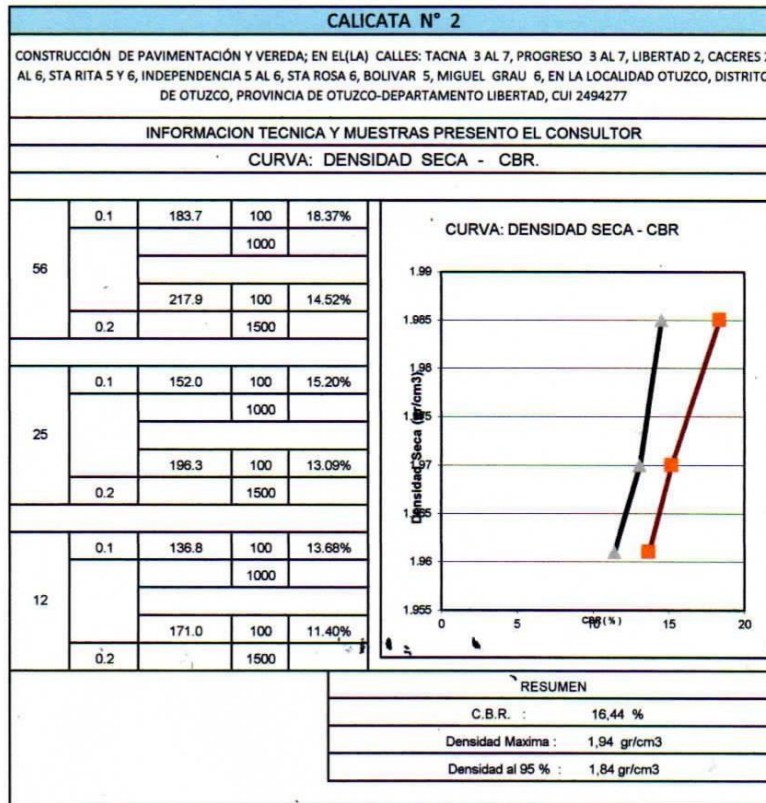 CALICATA N° 2
CONSTRUCCIÓN DE PAVIMENTACIÓN Y VEREDA; EN EL(LA) CALLES: TACNA 3 AL 7, PROGRESO 3 AL 7, LIBERTAD 2, CACERES 2
AL 6, STA RITA 5 Y 6, INDEPENDENCIA 5 AL 6, STA ROSA 6, BOLIVAR 5, MIGUEL GRAU 6, EN LA LOCALIDAD OTUZCO, DISTRITO
DE OTUZCO, PROVINCIA DE OTUZCO-DEPARTAMENTO LIBERTAD, CUI 2494277
INFORMACION TECNICA Y MUESTRAS PRESENTO EL CONSULTOR
CURVA: DENSIDAD SECA - CBR.
56
0.1 183.7 100 18.37%
1000
217.9 100 14.52%
0.2 1500
25
0.1 152.0 100 15.20%
1000
196.3 100 13.09%
0.2 1500
12
0.1 136.8 100 13.68%
1000
171.0 100 11.40%
0.2 1500
CURVA: DENSIDAD SECA - CBR
Densidad Seca (gr/cm3)
1.99
1.985
1.98
1.975
1.97
1.965
1.96
1.955
0 5 10 15 20
CBR ( % )
RESUMEN
C.B.R. : 16,44 %
Densidad Maxima : 1,94 gr/cm3
Densidad al 95 % : 1,84 gr/cm3